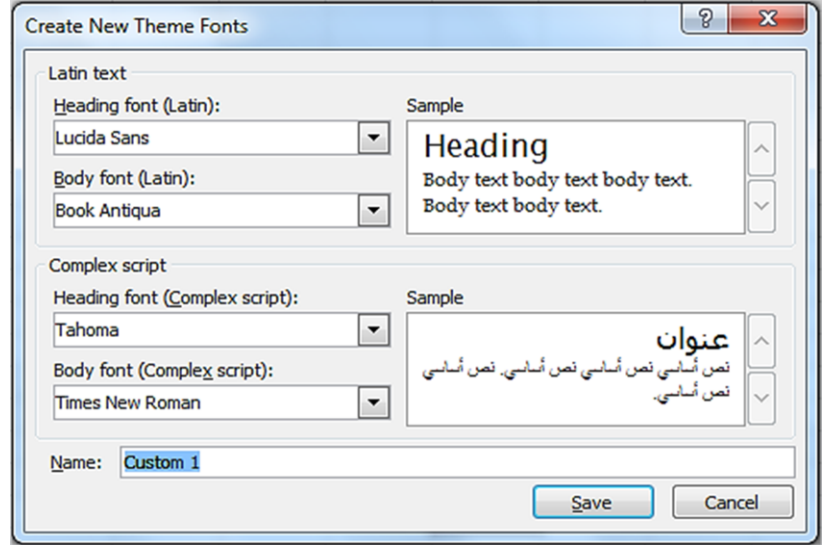 Create New Theme Fonts
Latin text
Heading font (Latin):
Lucida Sans
Body font (Latin):
Book Antiqua
Sample
Heading
Body text body text body text.
Body text body text.
Complex script
Heading font (Complex script):
Tahoma
Body font (Complex script):
Times New Roman
Sample
عنوان
نص أساسي نص أساسي نص أساسي. نص أساسي
نص أساسي.
Name: Custom 1
Save Cancel